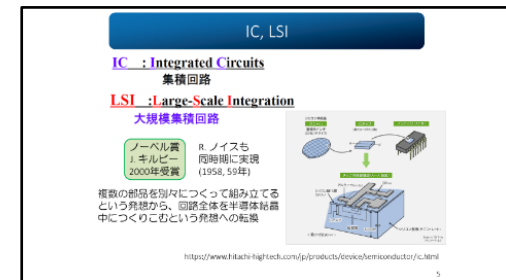 IC, LSI
IC : Integrated Circuits
集積回路
LSI :Large-Scale Integration
大規模集積回路
ノーベル賞
J. キルビー
2000年受賞
R. ノイスも
同時期に実現
(1958, 59年)
複数の部品を別々につくって組み立てる
という発想から、回路全体を半導体結晶
中につくりこむという発想への転換
https://www.hitachi-hightech.com/jp/products/device/semiconductor/ic.html
5